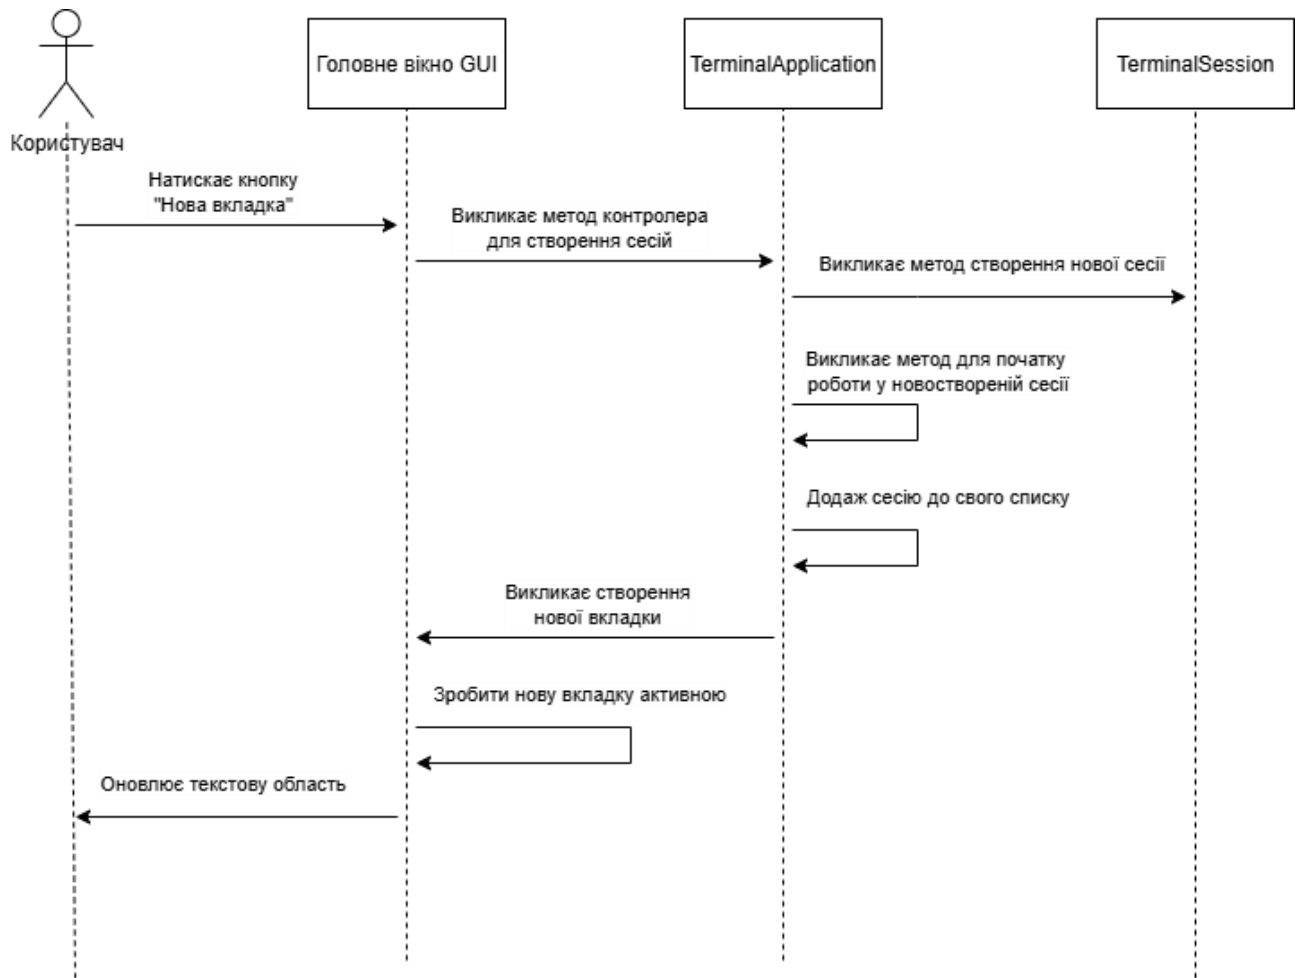 Головне вікно GUI
TerminalApplication
TerminalSession
Користувач
Натискає кнопку
"Нова вкладка"
Викликає метод контролера
для створення сесій
Викликає метод створення нової сесії
Викликає метод для початку
роботи у новоствореній сесії
Додаж сесію до свого списку
Викликає створення
нової вкладки
Зробити нову вкладку активною
Оновлює текстову область